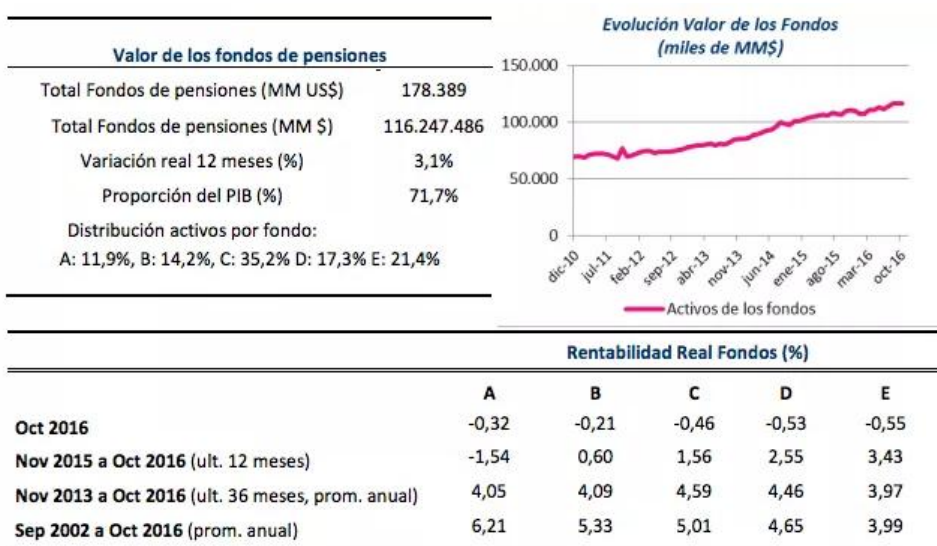 Valor de los fondos de pensiones
Total Fondos de pensiones (MM US$) 178.389
Total Fondos de pensiones (MM $) 116.247.486
Variación real 12 meses (%) 3,1%
Proporción del PIB (%) 71,7%
Distribución activos por fondo:
A: 11,9%, B: 14,2%, C: 35,2% D: 17,3% E: 21,4%
Evolución Valor de los Fondos
(miles de MM$)
150.000
100.000
50.000
0
dic-10 jul-11 feb-12 sep-12 abr-13 nov-13 jun-14 ene-15 ago-15 mar-16 oct-16
Activos de los fondos
Rentabilidad Real Fondos (%)
A B C D E
Oct 2016 -0,32 -0,21 -0,46 -0,53 -0,55
Nov 2015 a Oct 2016 (ult. 12 meses) -1,54 0,60 1,56 2,55 3,43
Nov 2013 a Oct 2016 (ult. 36 meses, prom. anual) 4,05 4,09 4,59 4,46 3,97
Sep 2002 a Oct 2016 (prom. anual) 6,21 5,33 5,01 4,65 3,99